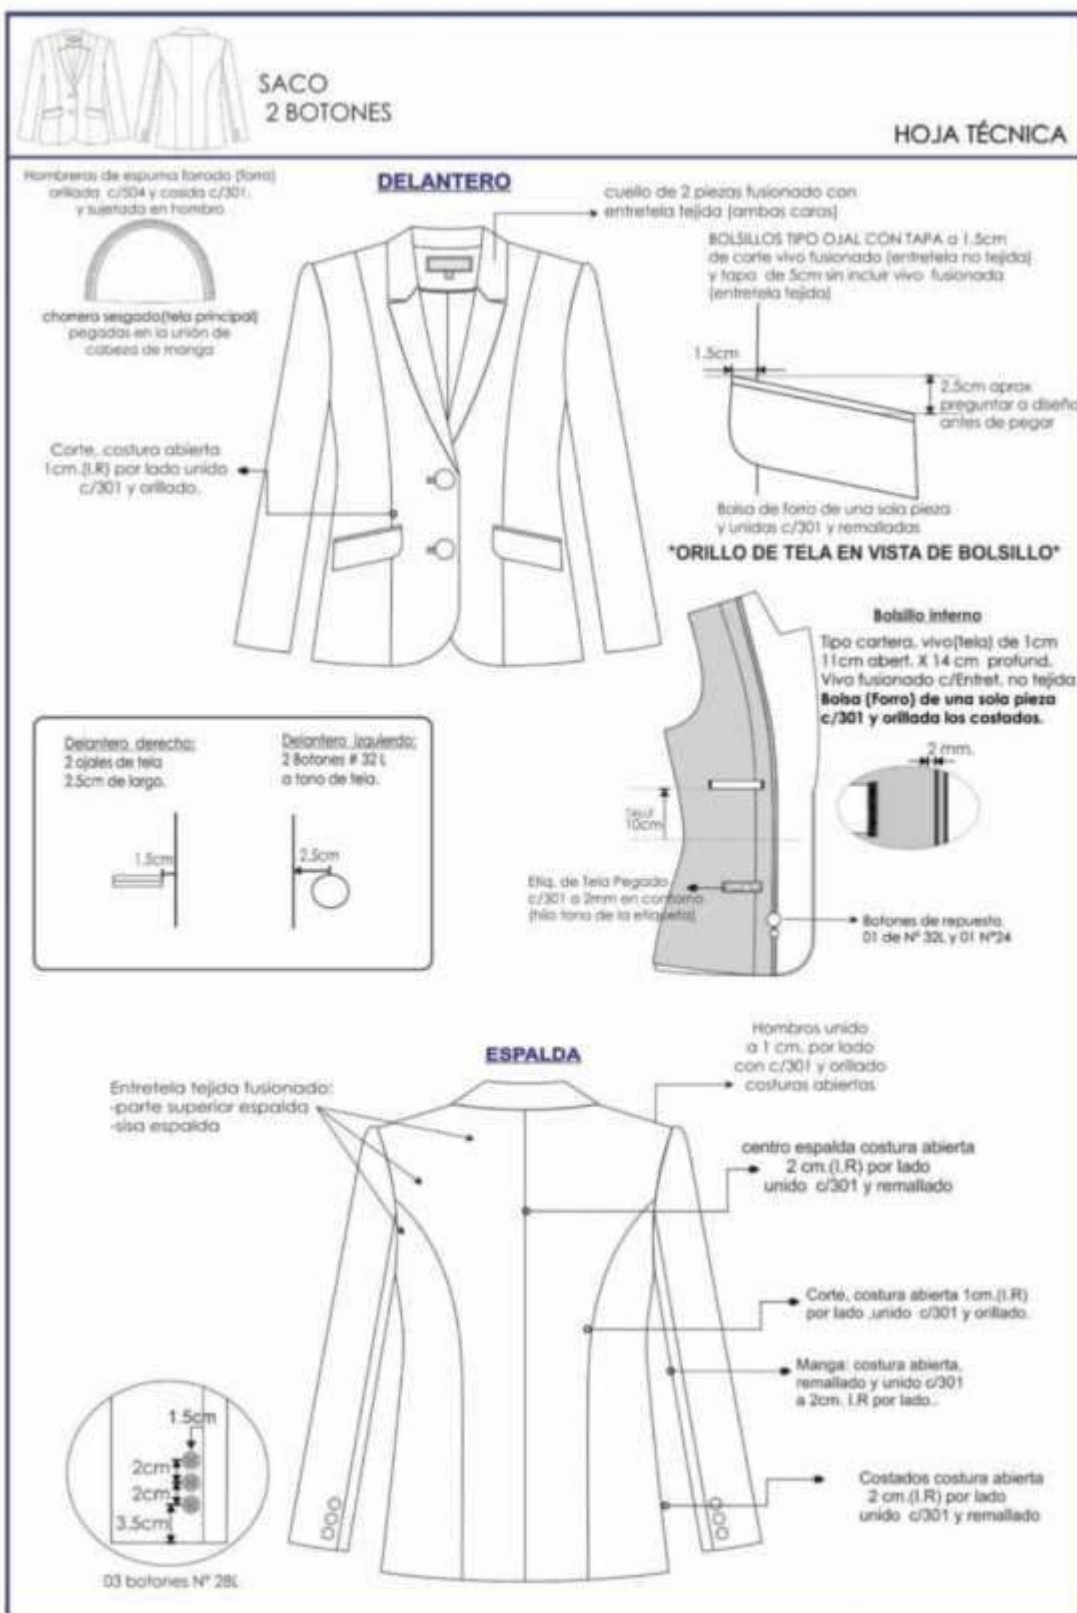 SACO
2 BOTONES
HOJA TÉCNICA
Hombreras de espuma forrado (forro)
orillada c/504 y cosida c/301.
y sujetada en hombro
chorrera sesgado(tela principal)
pegadas en la unión de
cabeza de manga
DELANTERO
cuello de 2 piezas fusionado con
entretela tejida (ambas caras)
BOLSILLOS TIPO OJAL CON TAPA a 1.5cm
de corte vivo fusionado (entretela no tejida)
y tapa de 5cm sin incluir vivo fusionada
(entretela tejida)
1.5cm
2.5cm aprox
preguntar a diseño
antes de pegar
Corte, costura abierta
1cm.(I.R) por lado unido
c/301 y orillado.
Bolsa de forro de una sola pieza
y unidas c/301 y remalladas
"ORILLO DE TELA EN VISTA DE BOLSILLO"
Bolsillo interno
Tipo cartera, vivo(tela) de 1cm
11cm abert. X 14 cm profund.
Vivo fusionado c/Entret. no tejida
Bolsa (Forro) de una sola pieza
c/301 y orillada los costados.
2 mm.
Delantero derecho:
2 ojales de tela
2.5cm de largo.
1.5cm
Delantero Izquierdo:
2 Botones # 32 L
a tono de tela.
2.5cm
10cm
Etiq. de Tela Pegado
c/301 a 2mm en contorno
(hilo tono de la etiqueta)
Botones de repuesto.
01 de N° 32L y 01 N°24
ESPALDA
Entretela tejida fusionado:
-parte superior espalda
-sisa espalda
Hombros unido
a 1 cm. por lado
con c/301 y orillado
costuras abiertas
centro espalda costura abierta
2 cm.(I.R) por lado
unido c/301 y remallado
Corte, costura abierta 1cm.(I.R)
por lado ,unido c/301 y orillado.
Manga: costura abierta,
remallado y unido c/301
a 2cm. I.R por lado..
Costados costura abierta
2 cm.(I.R) por lado
unido c/301 y remallado
1.5cm
2cm
2cm
3.5cm
03 botones N° 28L